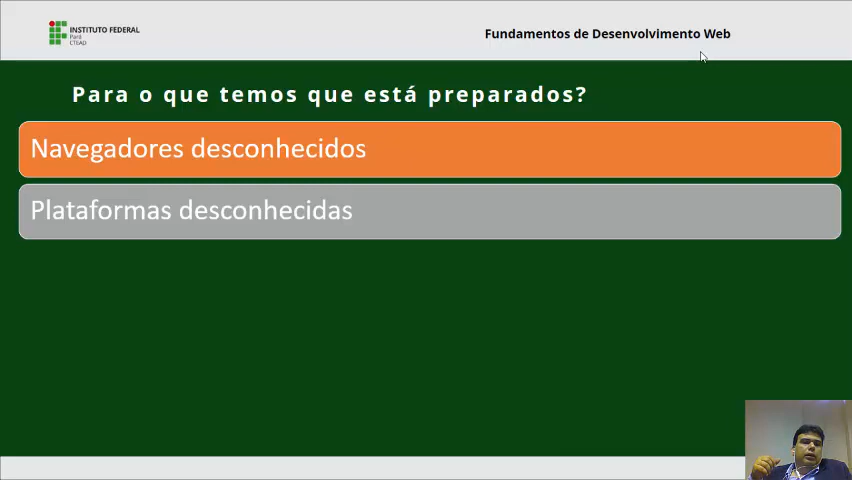 INSTITUTO FEDERAL
Pará
CTEAD
Fundamentos de Desenvolvimento Web
Para o que temos que está preparados?
Navegadores desconhecidos
Plataformas desconhecidas